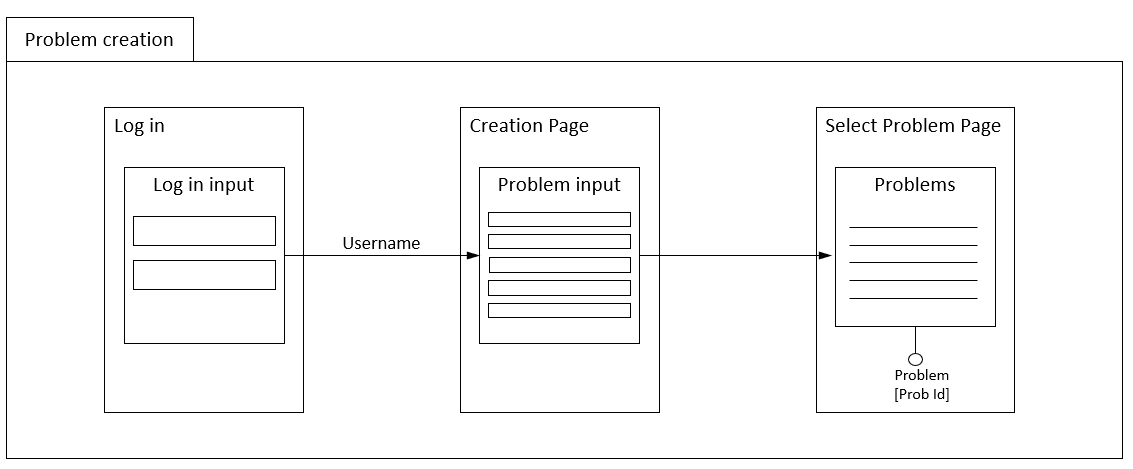 Problem creation
Log in
Log in input
Username
Creation Page
Problem input
Select Problem Page
Problems
Problem
[Prob Id]